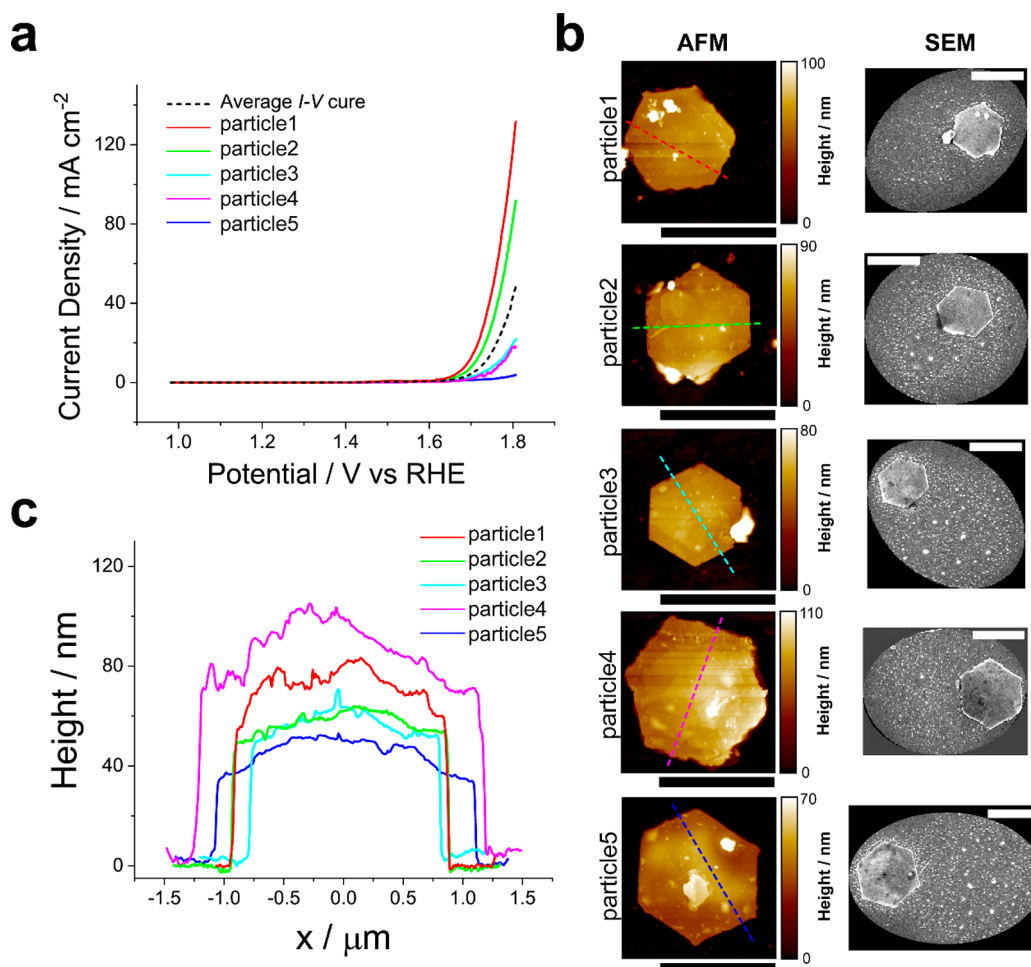 a
Current Density / mA cm-2
120
80
40
0
1.0 1.2 1.4 1.6 1.8
Potential / V vs RHE
Average I-V cure
particle1
particle2
particle3
particle4
particle5
b
AFM SEM
particle1
100
0
Height / nm
particle2
90
0
Height / nm
particle3
80
0
Height / nm
particle4
110
0
Height / nm
particle5
70
0
Height / nm
c
Height / nm
120
80
40
0
-1.5 -1.0 -0.5 0.0 0.5 1.0 1.5
x / μm
particle1
particle2
particle3
particle4
particle5